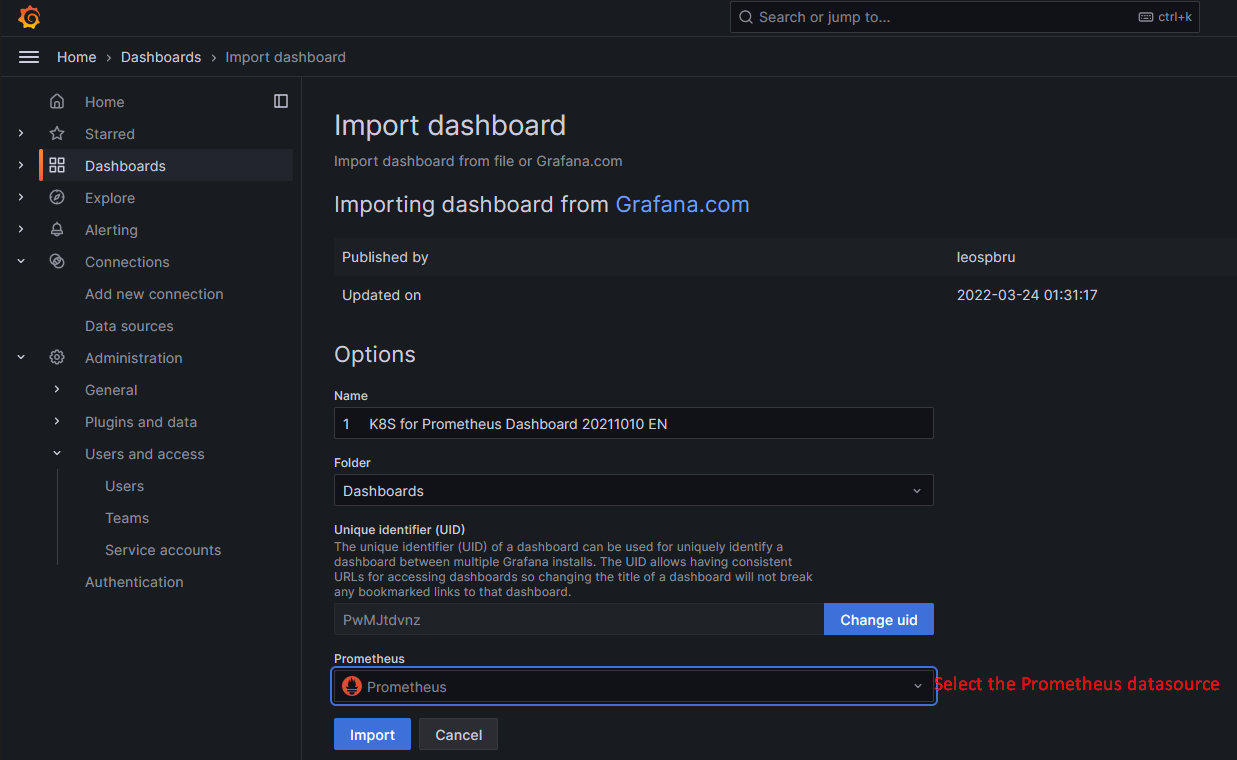 Search or jump to...
ctrl+k
Home › Dashboards › Import dashboard
Home
Starred
Dashboards
Explore
Alerting
Connections
Add new connection
Data sources
Administration
General
Plugins and data
Users and access
Users
Teams
Service accounts
Authentication
Import dashboard
Import dashboard from file or Grafana.com
Importing dashboard from Grafana.com
Published by leospbru
Updated on 2022-03-24 01:31:17
Options
Name
1 K8S for Prometheus Dashboard 20211010 EN
Folder
Dashboards
Unique identifier (UID)
The unique identifier (UID) of a dashboard can be used for uniquely identify a
dashboard between multiple Grafana installs. The UID allows having consistent
URLs for accessing dashboards so changing the title of a dashboard will not break
any bookmarked links to that dashboard.
PwMJtdvnz
Change uid
Prometheus
Prometheus
Select the Prometheus datasource
Import
Cancel